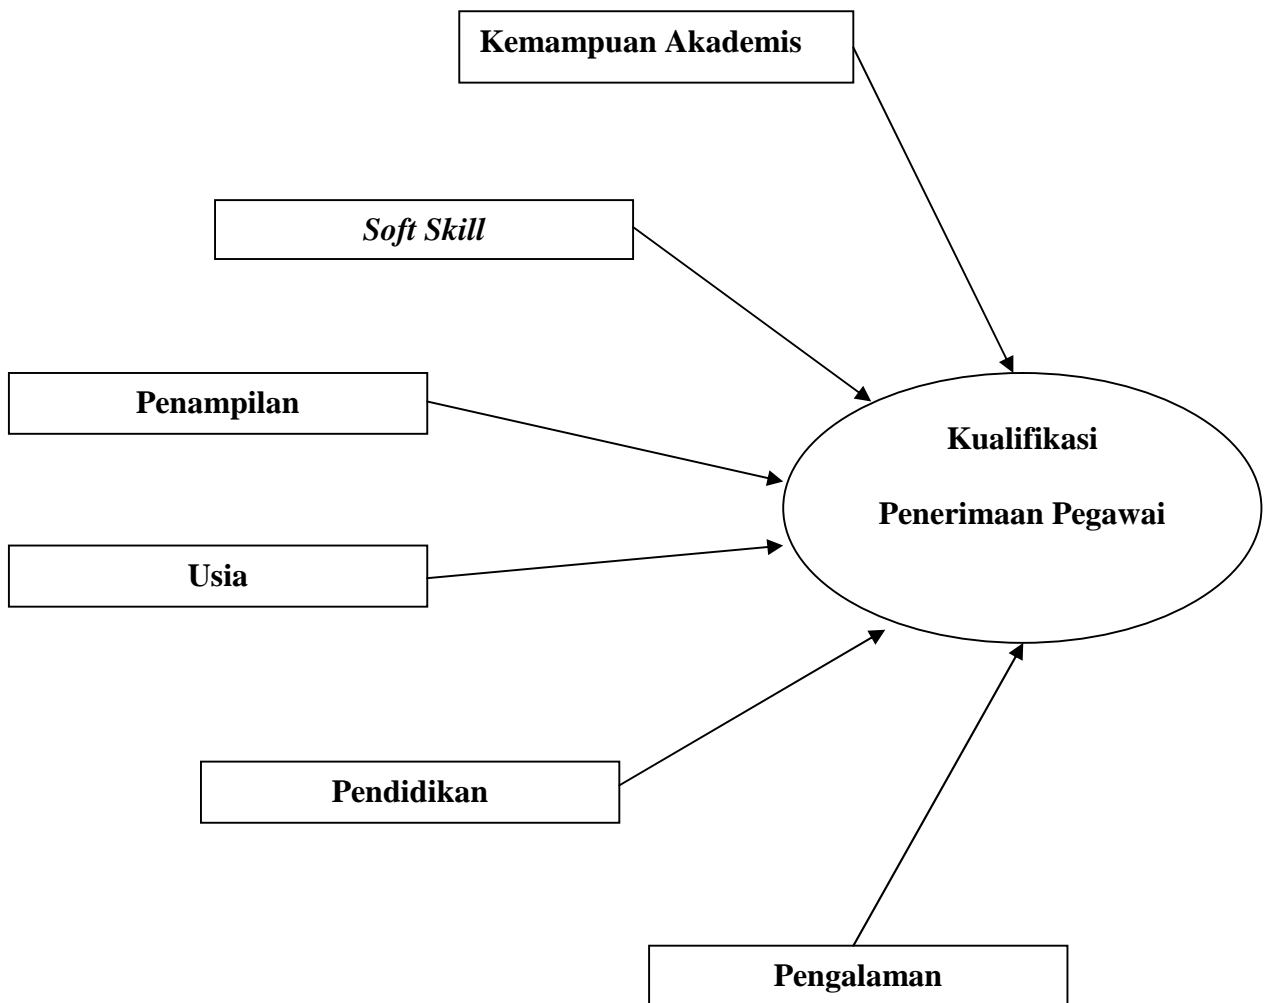 Kemampuan Akademis
Soft Skill
Penampilan
Kualifikasi
Penerimaan Pegawai
Usia
Pendidikan
Pengalaman